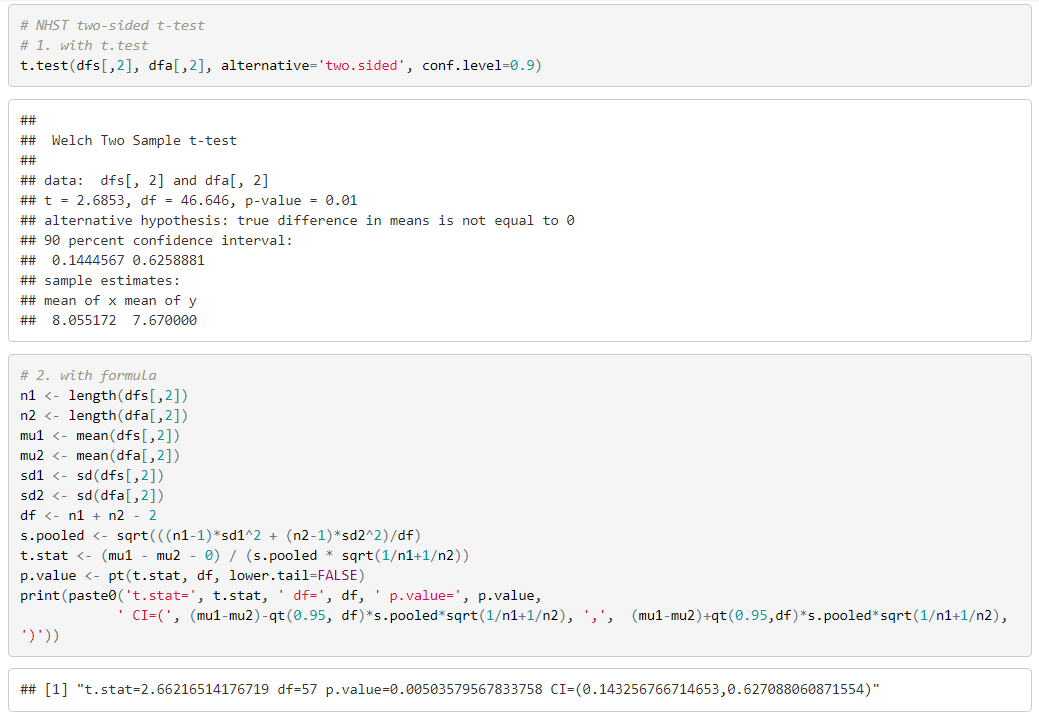 # NHST two-sided t-test
# 1. with t.test
t.test(dfs[,2], dfa[,2], alternative='two.sided', conf.level=0.9)
##
##  Welch Two Sample t-test
##
## data:  dfs[, 2] and dfa[, 2]
## t = 2.6853, df = 46.646, p-value = 0.01
## alternative hypothesis: true difference in means is not equal to 0
## 90 percent confidence interval:
##  0.1444567 0.6258881
## sample estimates:
## mean of x mean of y
##  8.055172  7.670000
# 2. with formula
n1 <- length(dfs[,2])
n2 <- length(dfa[,2])
mu1 <- mean(dfs[,2])
mu2 <- mean(dfa[,2])
sd1 <- sd(dfs[,2])
sd2 <- sd(dfa[,2])
df <- n1 + n2 - 2
s.pooled <- sqrt(((n1-1)*sd1^2 + (n2-1)*sd2^2)/df)
t.stat <- (mu1 - mu2 - 0) / (s.pooled * sqrt(1/n1+1/n2))
p.value <- pt(t.stat, df, lower.tail=FALSE)
print(paste0('t.stat=', t.stat, ' df=', df, ' p.value=', p.value,
            ' CI=(', (mu1-mu2)-qt(0.95, df)*s.pooled*sqrt(1/n1+1/n2), ',',  (mu1-mu2)+qt(0.95,df)*s.pooled*sqrt(1/n1+1/n2),
')'))
## [1] "t.stat=2.66216514176719 df=57 p.value=0.00503579567833758 CI=(0.143256766714653,0.627088060871554)"